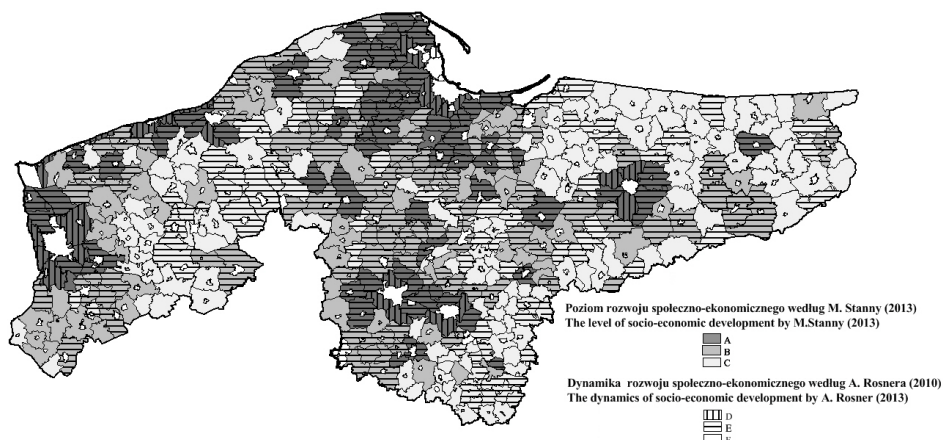 Poziom rozwoju społeczno-ekonomicznego według M. Stanny (2013)
The level of socio-economic development by M.Stanny (2013)
A
B
C
Dynamika rozwoju społeczno-ekonomicznego według A. Rosnera (2010)
The dynamics of socio-economic development by A. Rosner (2013)
D
E
F